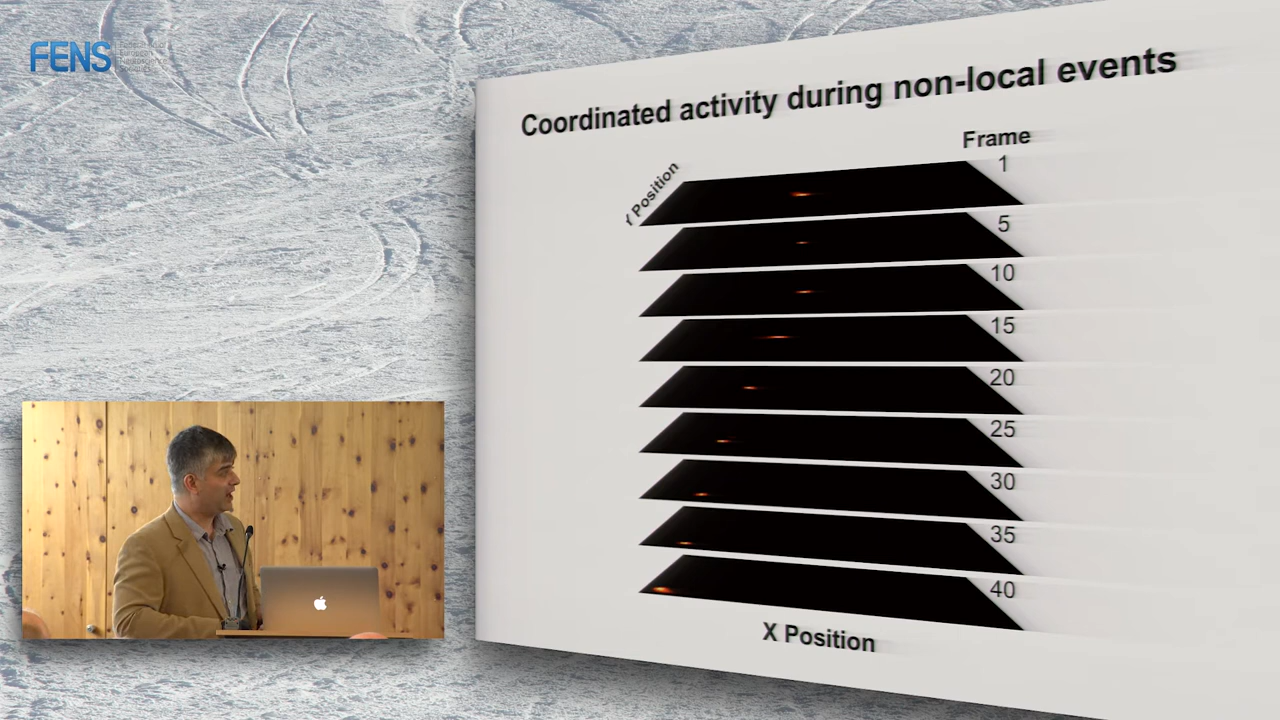 FENS
Coordinated activity during non-local events
Frame
Position
1
5
10
15
20
25
30
35
40
X Position